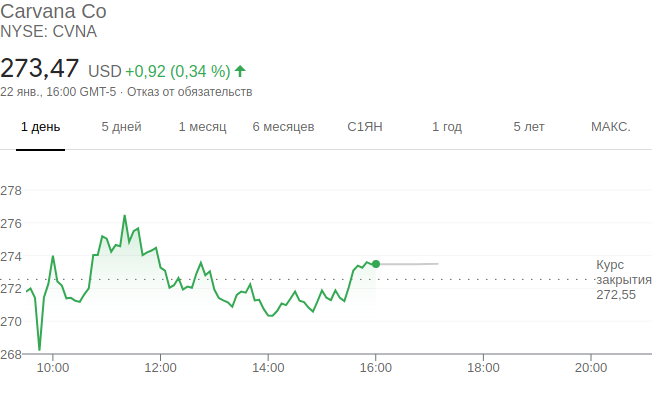 Carvana Co
NYSE: CVNA
273,47 USD +0,92 (0,34 %)
22 янв., 16:00 GMT-5 · Отказ от обязательств
1 день 5 дней 1 месяц 6 месяцев С1ЯН 1 год 5 лет МАКС.
278
276
274
Курс
закрытия
272,55
272
270
268
10:00 12:00 14:00 16:00 18:00 20:00